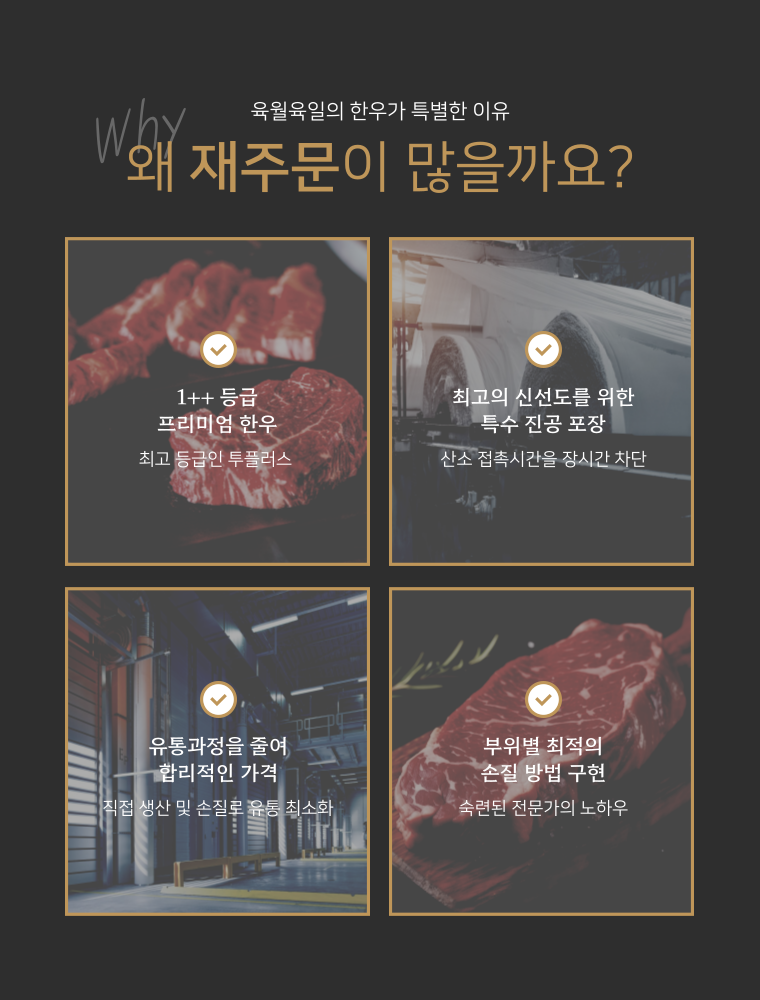 why
육월육일의 한우가 특별한 이유
왜 재주문이 많을까요?
1++ 등급
프리미엄 한우
최고 등급인 투플러스
최고의 신선도를 위한
특수 진공 포장
산소 접촉시간을 장시간 차단
유통과정을 줄여
합리적인 가격
직접 생산 및 손질로 유통 최소화
부위별 최적의
손질 방법 구현
숙련된 전문가의 노하우